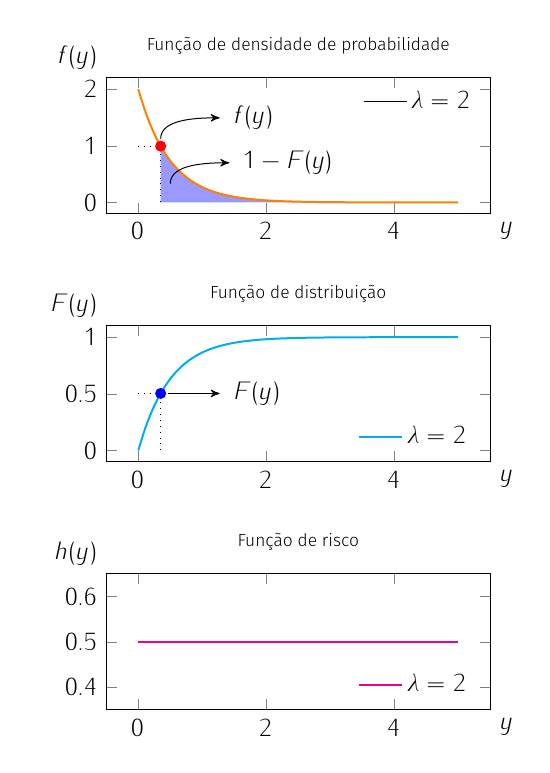 Função de densidade de probabilidade
f(y)
2
1
0
λ = 2
f(y)
1 − F(y)
0 2 4 y
Função de distribuição
F(y)
1
0.5
0
F(y)
λ = 2
0 2 4 y
Função de risco
h(y)
0.6
0.5
0.4
λ = 2
0 2 4 y